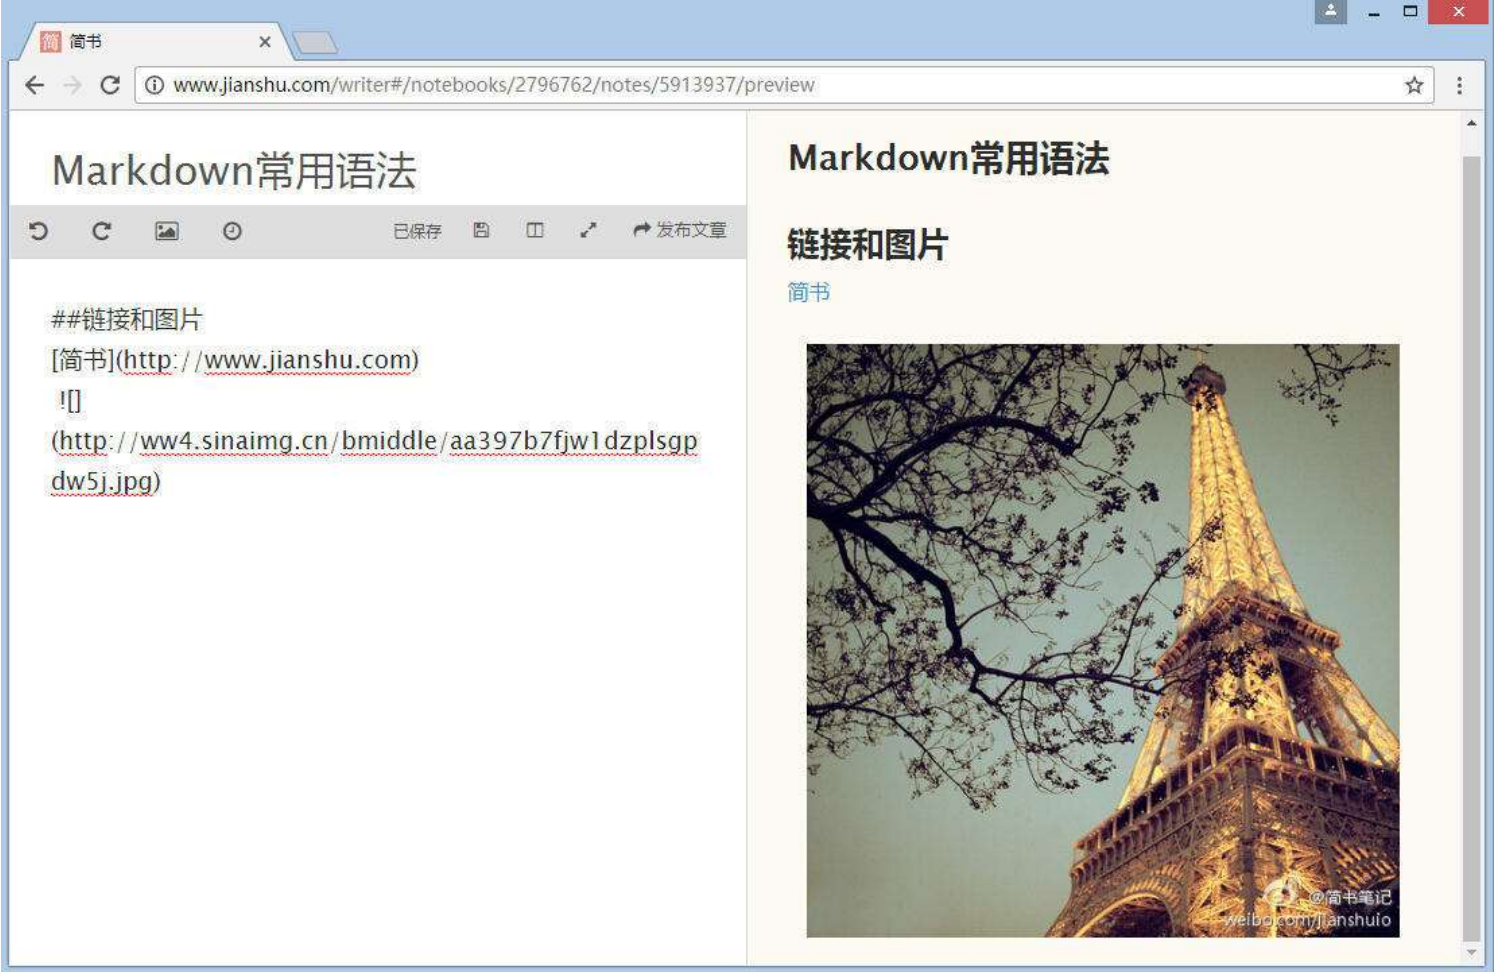 简 简书
www.jianshu.com/writer#/notebooks/2796762/notes/5913937/preview
Markdown常用语法
已保存 发布文章
##链接和图片
[简书](http://www.jianshu.com)
![]
(http://ww4.sinaimg.cn/bmiddle/aa397b7fjw1dzplsgp
dw5j.jpg)
Markdown常用语法
链接和图片
简书
@简书笔记
weibo.com/jianshuio